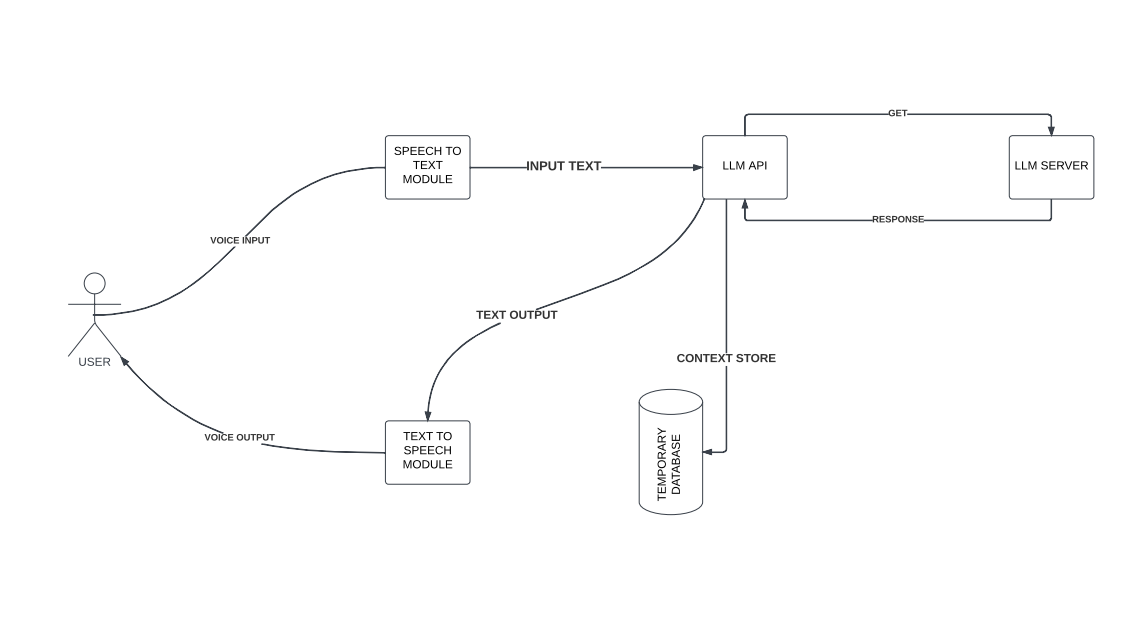 GET
SPEECH TO
TEXT
MODULE
INPUT TEXT
LLM API
LLM SERVER
RESPONSE
VOICE INPUT
TEXT OUTPUT
USER
CONTEXT STORE
VOICE OUTPUT
TEXT TO
SPEECH
MODULE
TEMPORARY
DATABASE